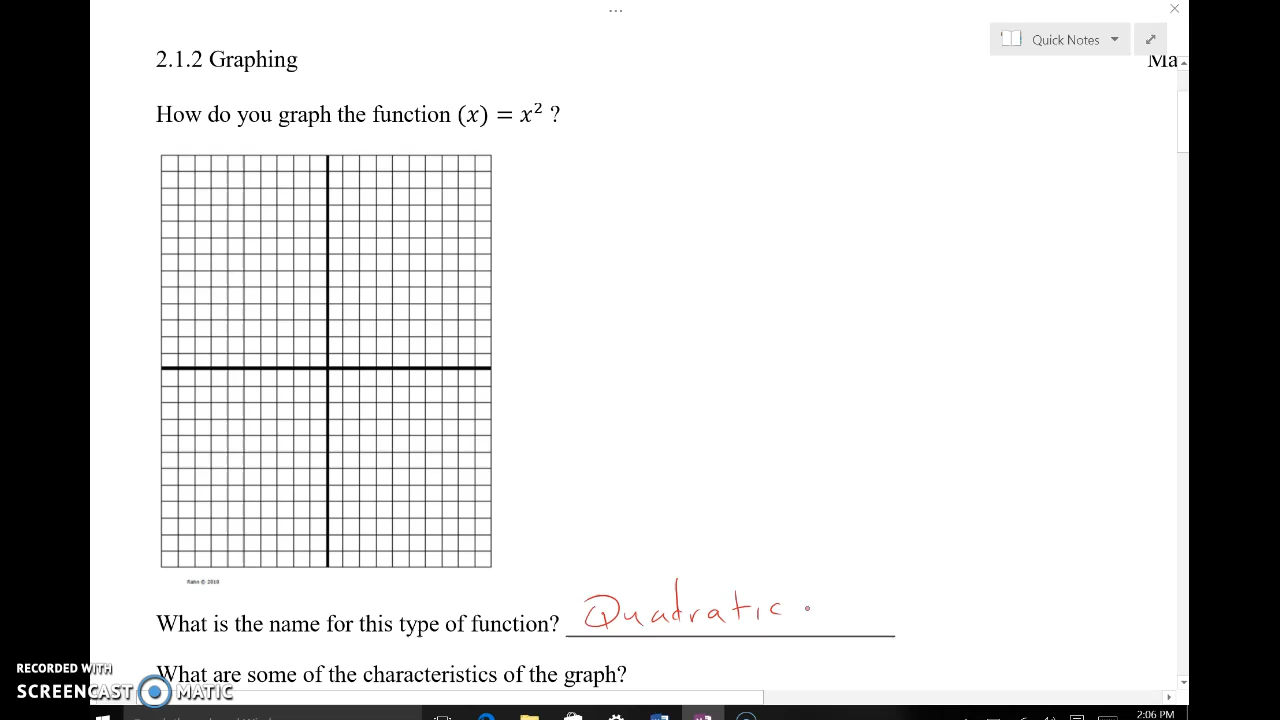 ...
Quick Notes
2.1.2 Graphing
Ma
How do you graph the function (x) = x² ?
Rahn © 2018
What is the name for this type of function? Quadratic
What are some of the characteristics of the graph?
RECORDED WITH
SCREENCAST MATIC
2:06 PM